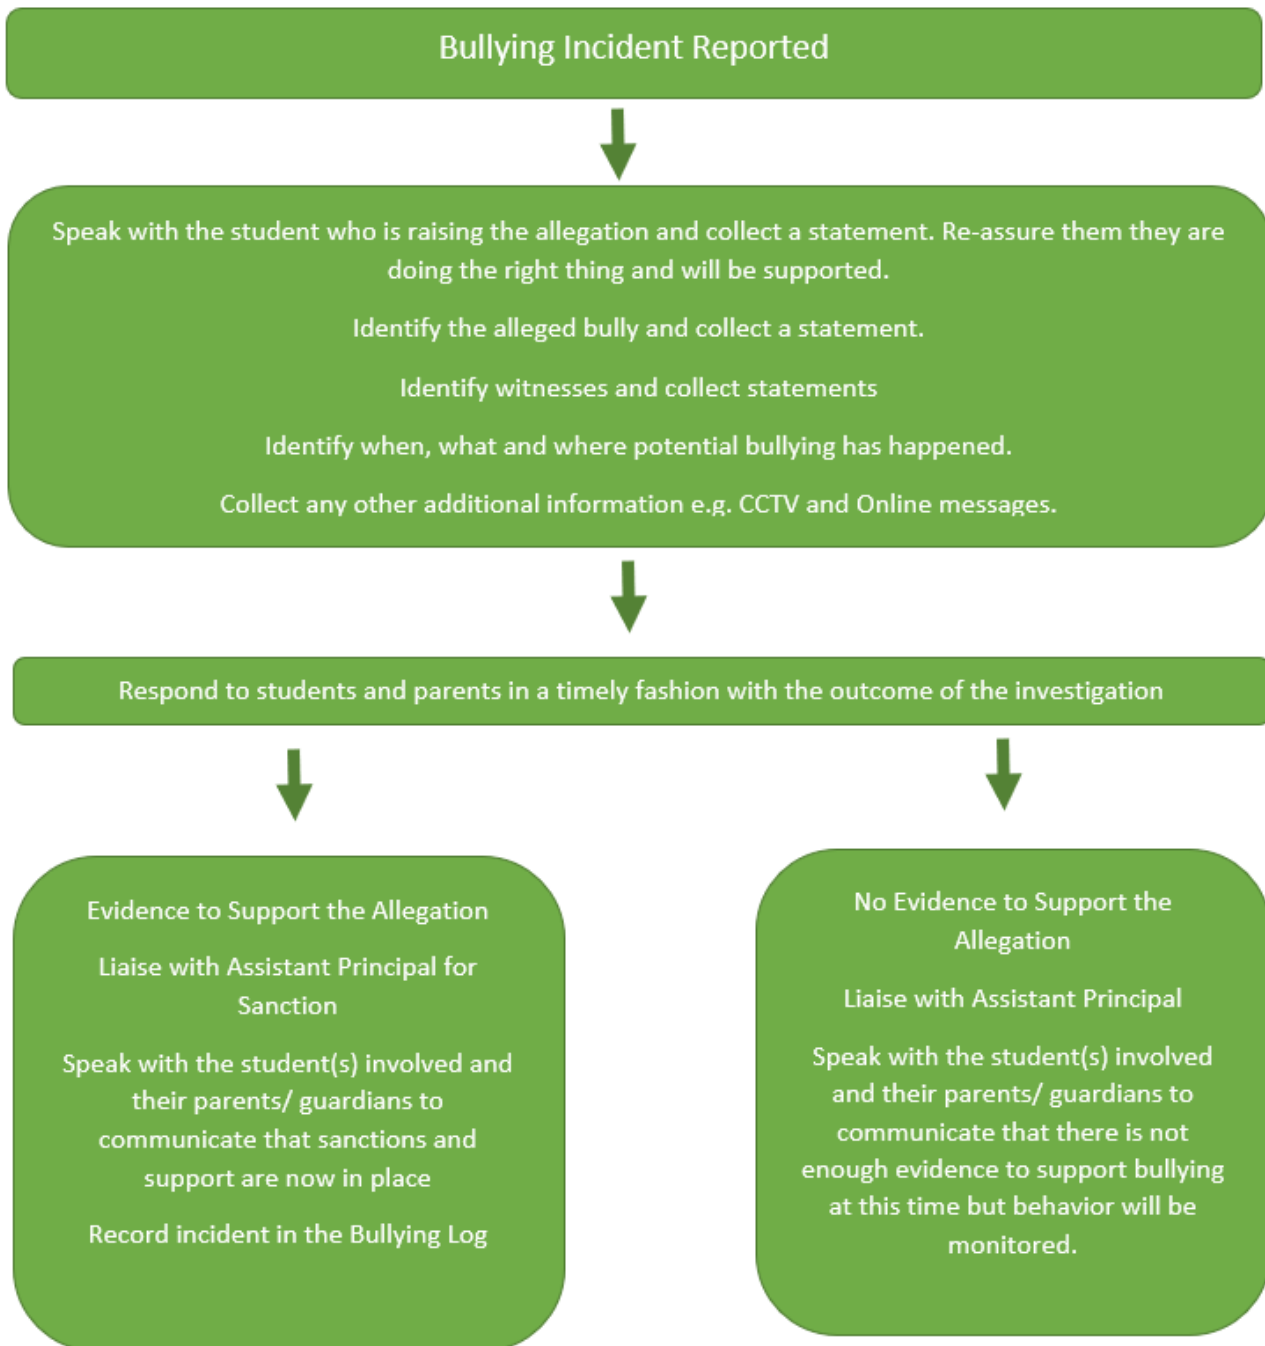 Bullying Incident Reported
Speak with the student who is raising the allegation and collect a statement. Re-assure them they are
doing the right thing and will be supported.
Identify the alleged bully and collect a statement.
Identify witnesses and collect statements
Identify when, what and where potential bullying has happened.
Collect any other additional information e.g. CCTV and Online messages.
Respond to students and parents in a timely fashion with the outcome of the investigation
Evidence to Support the Allegation
Liaise with Assistant Principal for
Sanction
Speak with the student(s) involved and
their parents/ guardians to
communicate that sanctions and
support are now in place
Record incident in the Bullying Log
No Evidence to Support the
Allegation
Liaise with Assistant Principal
Speak with the student(s) involved
and their parents/ guardians to
communicate that there is not
enough evidence to support bullying
at this time but behavior will be
monitored.